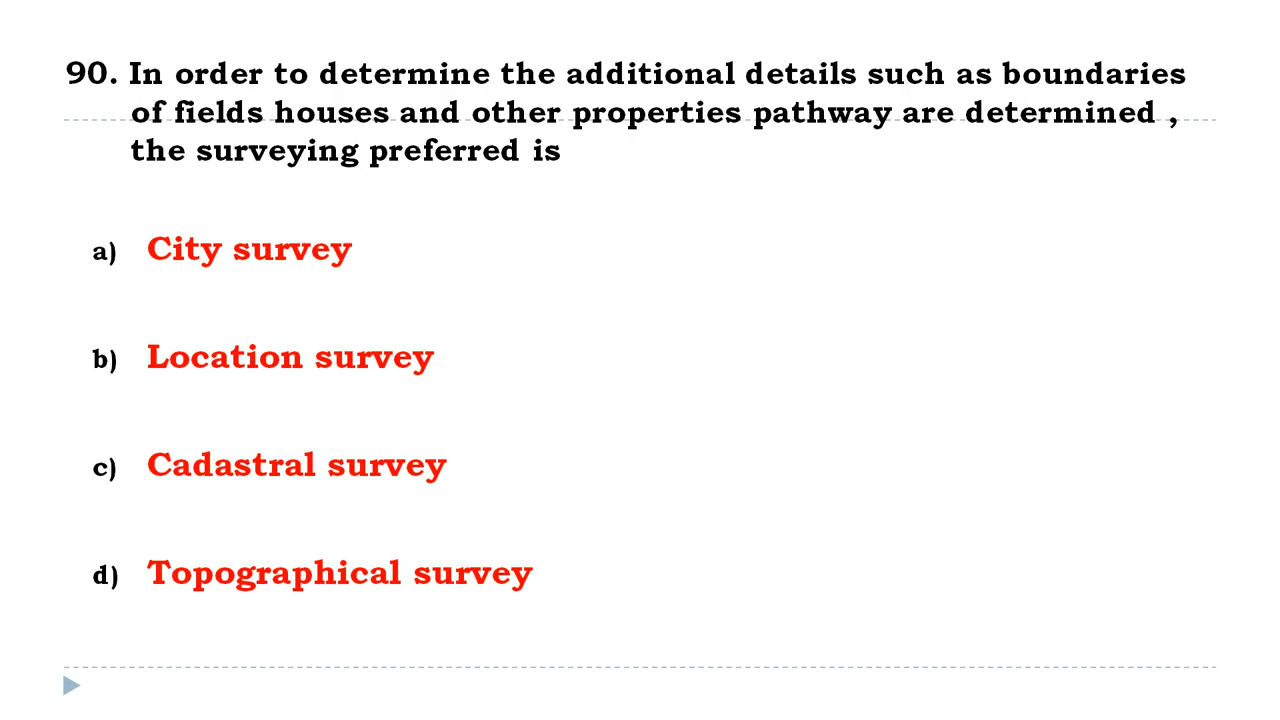 90. In order to determine the additional details such as boundaries
of fields houses and other properties pathway are determined ,
the surveying preferred is
a) City survey
b) Location survey
c) Cadastral survey
d) Topographical survey